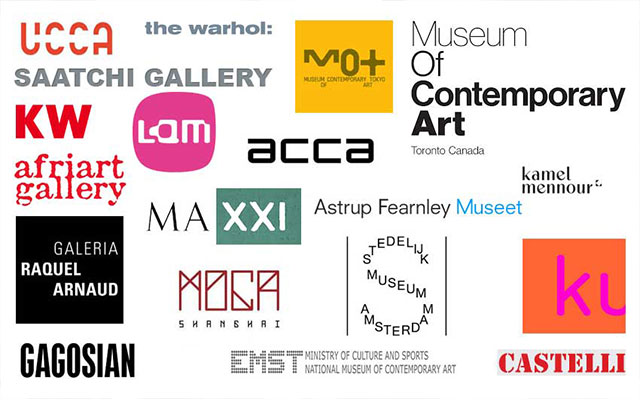 UCCA
the warhol:
SAATCHI GALLERY
MOT
MUSEUM CONTEMPORARY TOKYO
OF ART
Museum
Of
Contemporary
Art
Toronto Canada
KW
LaM
acca
afriart
gallery
kamel
mennour
MAXXI
Astrup Fearnley Museet
GALERIA
RAQUEL
ARNAUD
MOCA
SHANGHAI
STEDELIJK
MUSEUM
AMSTERDAM
ku
GAGOSIAN
EMST
MINISTRY OF CULTURE AND SPORTS
NATIONAL MUSEUM OF CONTEMPORARY ART
CASTELLI